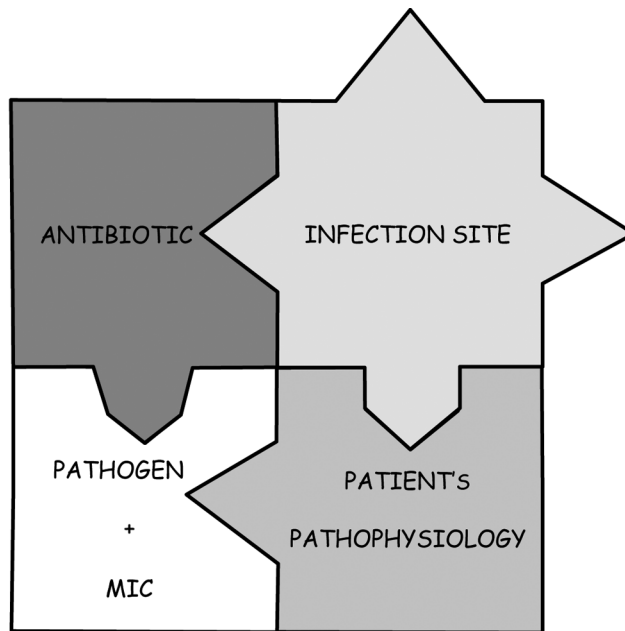 ANTIBIOTIC
INFECTION SITE
PATHOGEN
+
MIC
PATIENT'S
PATHOPHYSIOLOGY